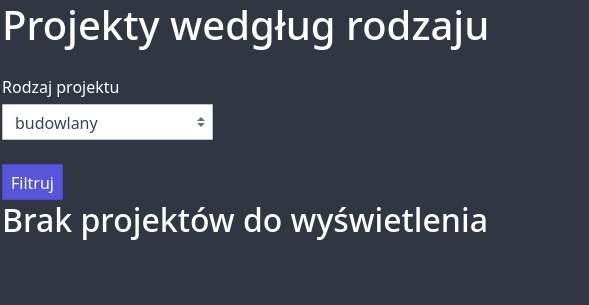 Projekty wedgług rodzaju
Rodzaj projektu
budowlany
Filtruj
Brak projektów do wyświetlenia